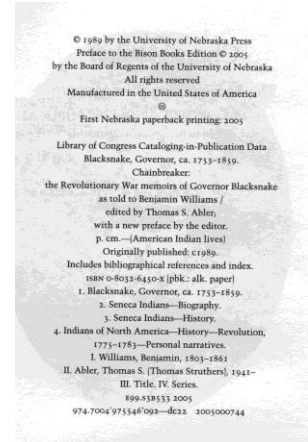 © 1989 by the University of Nebraska Press
Preface to the Bison Books Edition © 2005
by the Board of Regents of the University of Nebraska
All rights reserved
Manufactured in the United States of America
♾
First Nebraska paperback printing: 2005
Library of Congress Cataloging-in-Publication Data
Blacksnake, Governor, ca. 1753–1859.
Chainbreaker:
the Revolutionary War memoirs of Governor Blacksnake
as told to Benjamin Williams /
edited by Thomas S. Abler;
with a new preface by the editor.
p. cm.—(American Indian lives)
Originally published: c1989.
Includes bibliographical references and index.
ISBN 0-8032-6450-X (pbk.: alk. paper)
1. Blacksnake, Governor, ca. 1753–1859.
2. Seneca Indians—Biography.
3. Seneca Indians—History.
4. Indians of North America—History—Revolution,
1775–1783—Personal narratives.
I. Williams, Benjamin, 1803–1861
II. Abler, Thomas S. (Thomas Struthers), 1941–
III. Title. IV. Series.
E99.S3B533 2005
974.7004'975546'092—dc22 2005000744